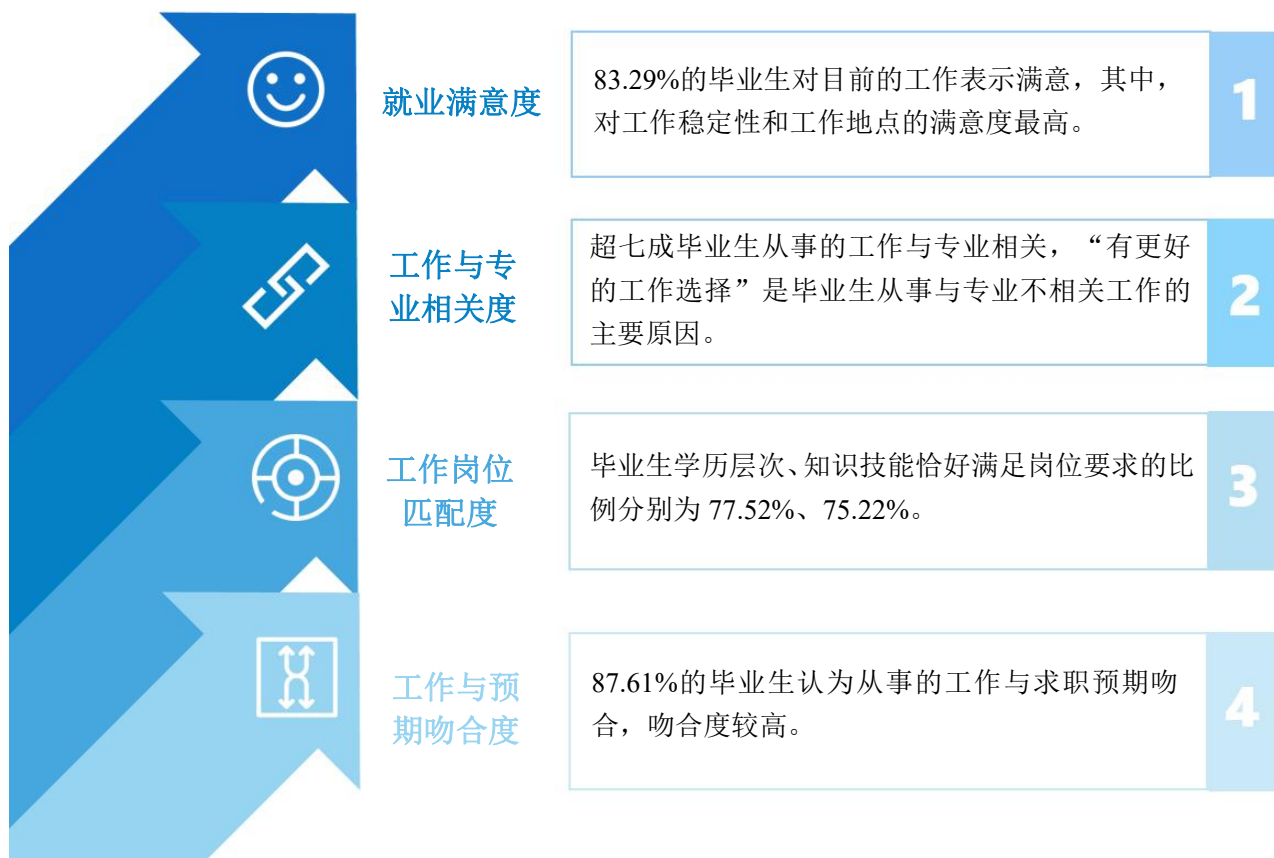 就业满意度
83.29%的毕业生对目前的工作表示满意，其中，
对工作稳定性和工作地点的满意度最高。
1
工作与专
业相关度
超七成毕业生从事的工作与专业相关，“有更好
的工作选择”是毕业生从事与专业不相关工作的
主要原因。
2
工作岗位
匹配度
毕业生学历层次、知识技能恰好满足岗位要求的比
例分别为 77.52%、75.22%。
3
工作与预
期吻合度
87.61%的毕业生认为从事的工作与求职预期吻
合，吻合度较高。
4